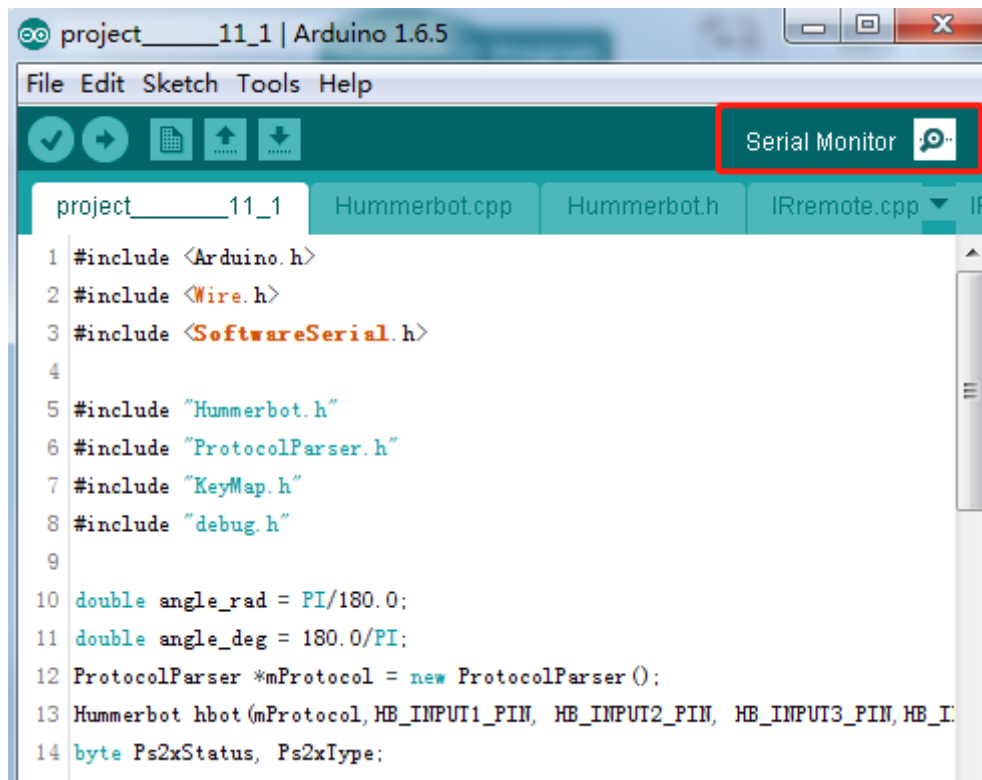 project______11_1 | Arduino 1.6.5
File Edit Sketch Tools Help
Serial Monitor
project_______11_1 Hummerbot.cpp Hummerbot.h IRremote.cpp
1 #include <Arduino.h>
2 #include <Wire.h>
3 #include <SoftwareSerial.h>
4
5 #include "Hummerbot.h"
6 #include "ProtocolParser.h"
7 #include "KeyMap.h"
8 #include "debug.h"
9
10 double angle_rad = PI/180.0;
11 double angle_deg = 180.0/PI;
12 ProtocolParser *mProtocol = new ProtocolParser();
13 Hummerbot hbot(mProtocol,HB_INPUT1_PIN, HB_INPUT2_PIN, HB_INPUT3_PIN,
14 byte Ps2xStatus, Ps2xType;